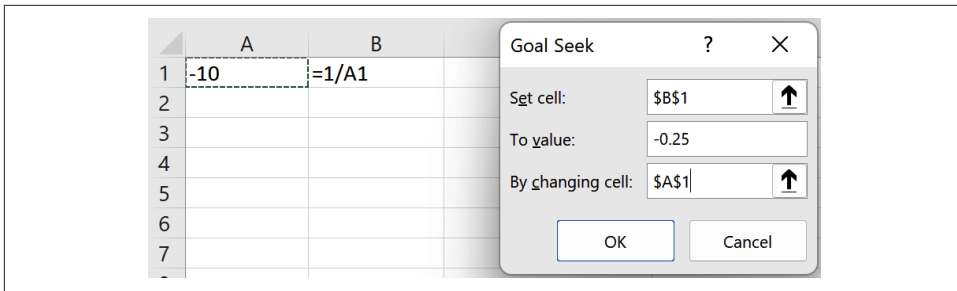 A B
1 -10 =1/A1
2
3
4
5
6
7
Goal Seek ?
Set cell: $B$1
To value: -0.25
By changing cell: $A$1
OK Cancel